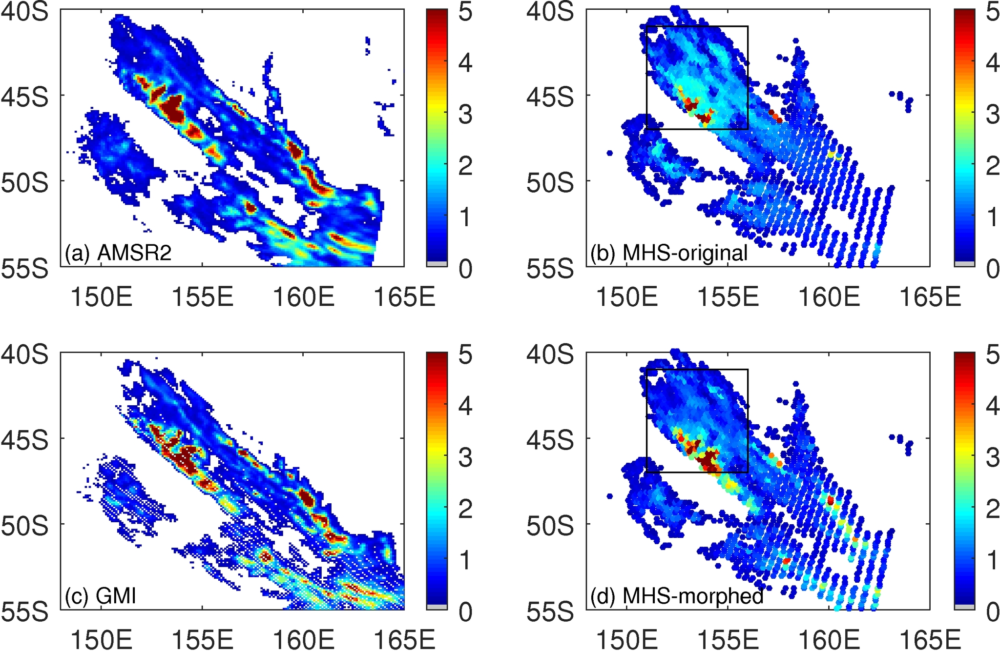 40S
45S
50S
55S
150E 155E 160E 165E
5
4
3
2
1
0
(a) AMSR2
40S
45S
50S
55S
150E 155E 160E 165E
5
4
3
2
1
0
(b) MHS-original
40S
45S
50S
55S
150E 155E 160E 165E
5
4
3
2
1
0
(c) GMI
40S
45S
50S
55S
150E 155E 160E 165E
5
4
3
2
1
0
(d) MHS-morphed